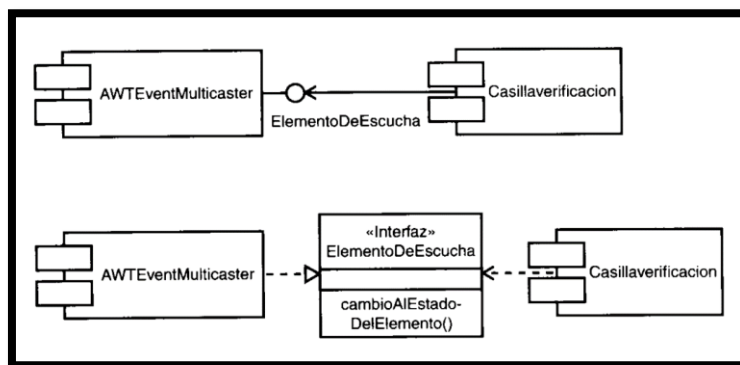 AWTEventMulticaster
Casillaverificacion
ElementoDeEscucha
«Interfaz»
ElementoDeEscucha
AWTEventMulticaster
Casillaverificacion
cambioAlEstado-
DelElemento()